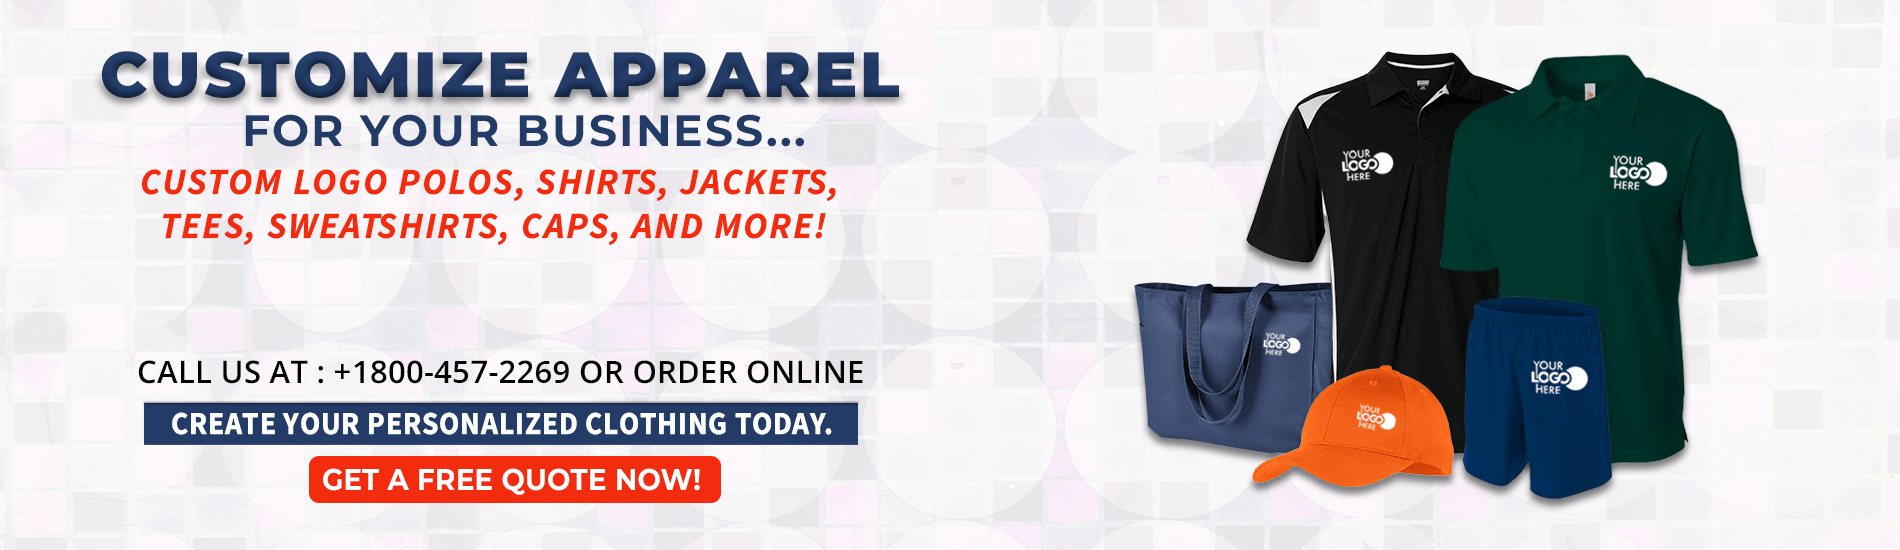 CUSTOMIZE APPAREL
FOR YOUR BUSINESS...
CUSTOM LOGO POLOS, SHIRTS, JACKETS,
TEES, SWEATSHIRTS, CAPS, AND MORE!
CALL US AT : +1800-457-2269 OR ORDER ONLINE
CREATE YOUR PERSONALIZED CLOTHING TODAY.
GET A FREE QUOTE NOW!
YOUR
LOGO
HERE
YOUR
LOGO
HERE
YOUR
LOGO
HERE
YOUR
LOGO
HERE
YOUR
LOGO
HERE